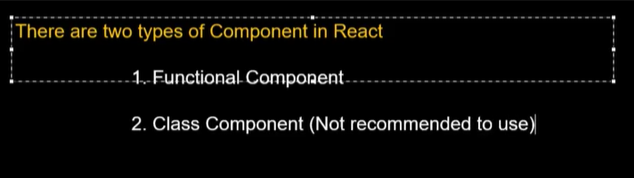 There are two types of Component in React
1. Functional Component
2. Class Component (Not recommended to use)